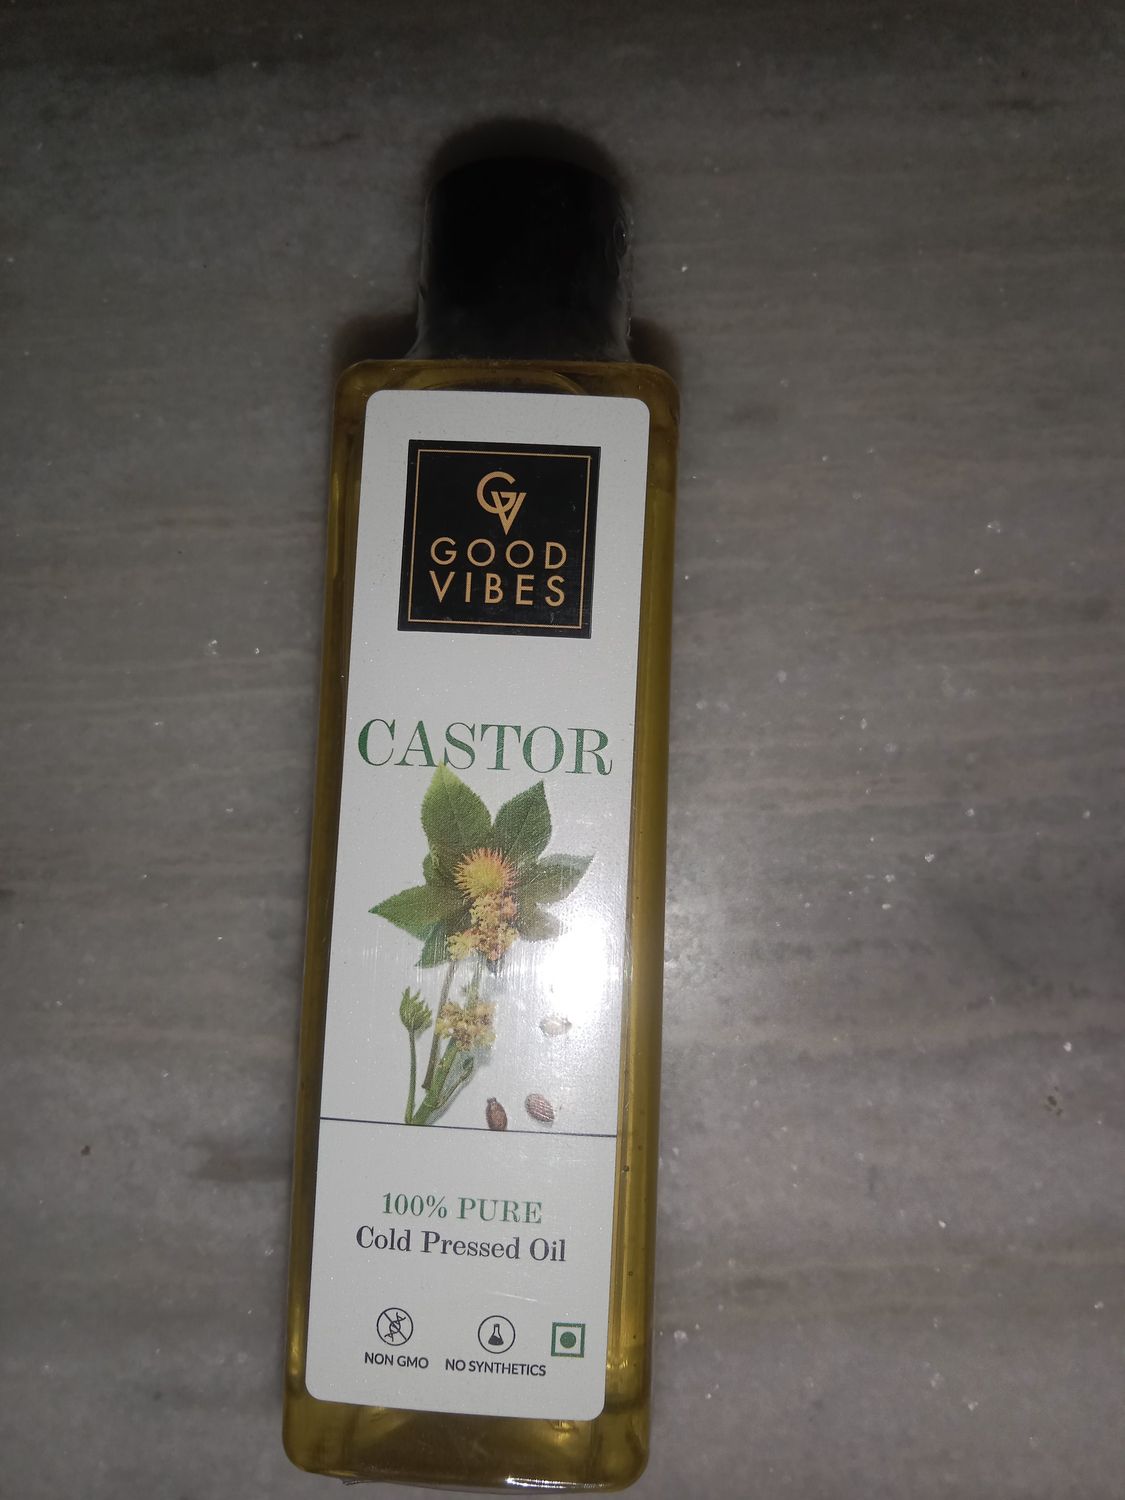 GV
GOOD
VIBES
CASTOR
100% PURE
Cold Pressed Oil
NON GMO
NO SYNTHETICS